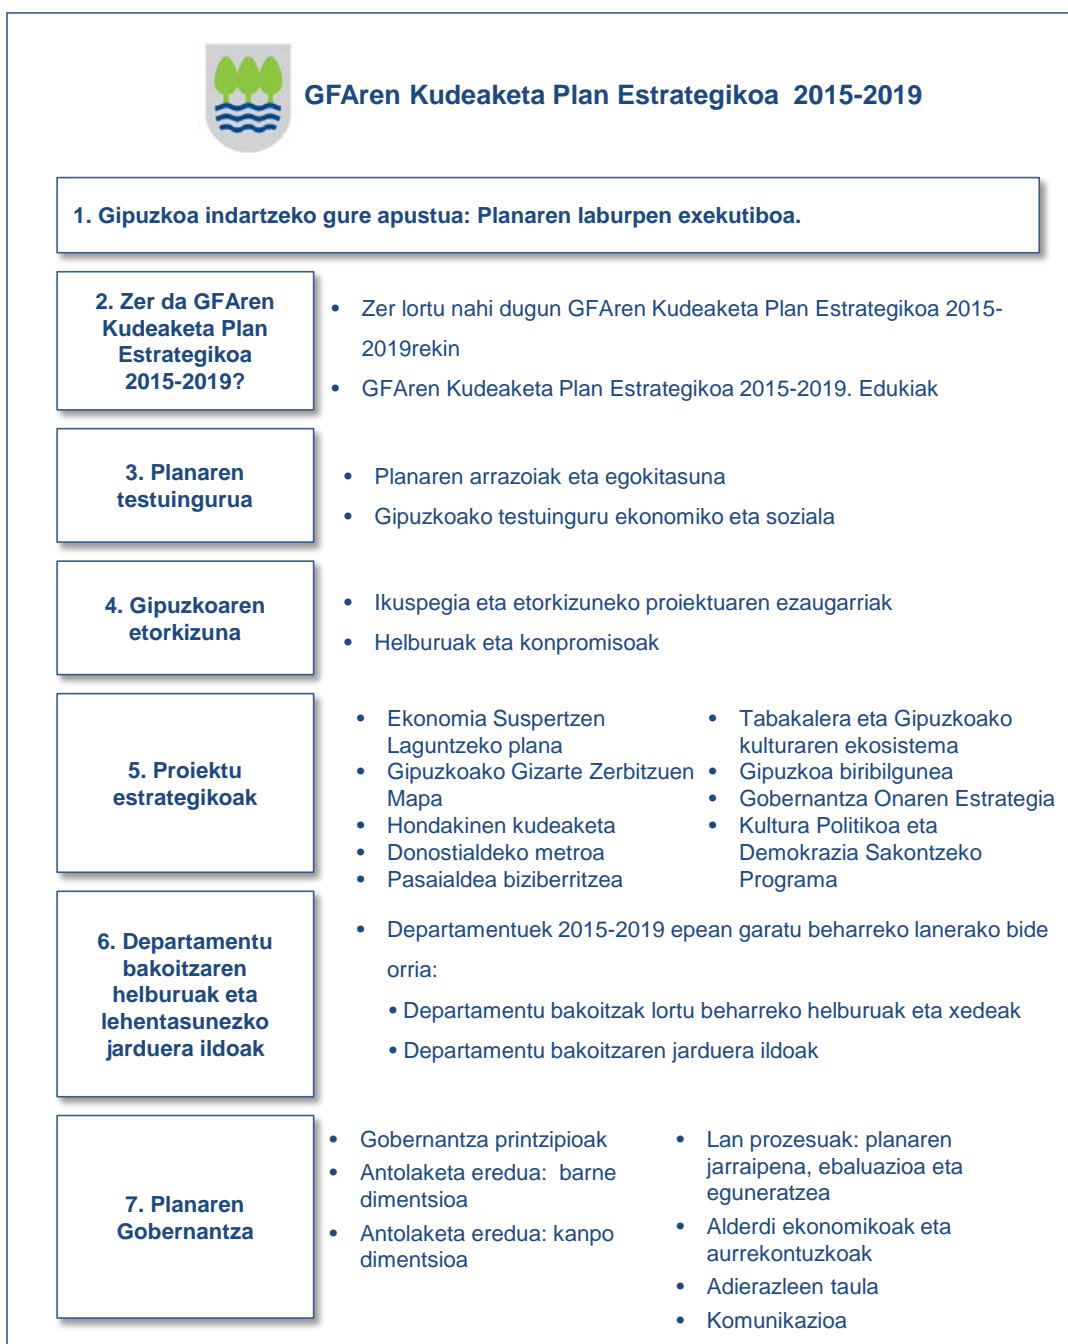 GFAren Kudeaketa Plan Estrategikoa 2015-2019
1. Gipuzkoa indartzeko gure apustua: Planaren laburpen exekutiboa.
2. Zer da GFAren
Kudeaketa Plan
Estrategikoa
2015-2019?
• Zer lortu nahi dugun GFAren Kudeaketa Plan Estrategikoa 2015-
2019rekin
• GFAren Kudeaketa Plan Estrategikoa 2015-2019. Edukiak
3. Planaren
testuingurua
• Planaren arrazoiak eta egokitasuna
• Gipuzkoako testuinguru ekonomiko eta soziala
4. Gipuzkoaren
etorkizuna
• Ikuspegia eta etorkizuneko proiektuaren ezaugarriak
• Helburuak eta konpromisoak
5. Proiektu
estrategikoak
• Ekonomia Suspertzen
Laguntzeko plana
• Gipuzkoako Gizarte Zerbitzuen
Mapa
• Hondakinen kudeaketa
• Donostialdeko metroa
• Pasaialdea biziberritzea
• Tabakalera eta Gipuzkoako
kulturaren ekosistema
• Gipuzkoa biribilgunea
• Gobernantza Onaren Estrategia
• Kultura Politikoa eta
Demokrazia Sakontzeko
Programa
6. Departamentu
bakoitzaren
helburuak eta
lehentasunezko
jarduera ildoak
• Departamentuek 2015-2019 epean garatu beharreko lanerako bide
orria:
• Departamentu bakoitzak lortu beharreko helburuak eta xedeak
• Departamentu bakoitzaren jarduera ildoak
7. Planaren
Gobernantza
• Gobernantza printzipioak
• Antolaketa eredua: barne
dimentsioa
• Antolaketa eredua: kanpo
dimentsioa
• Lan prozesuak: planaren
jarraipena, ebaluazioa eta
eguneratzea
• Alderdi ekonomikoak eta
aurrekontuzkoak
• Adierazleen taula
• Komunikazioa